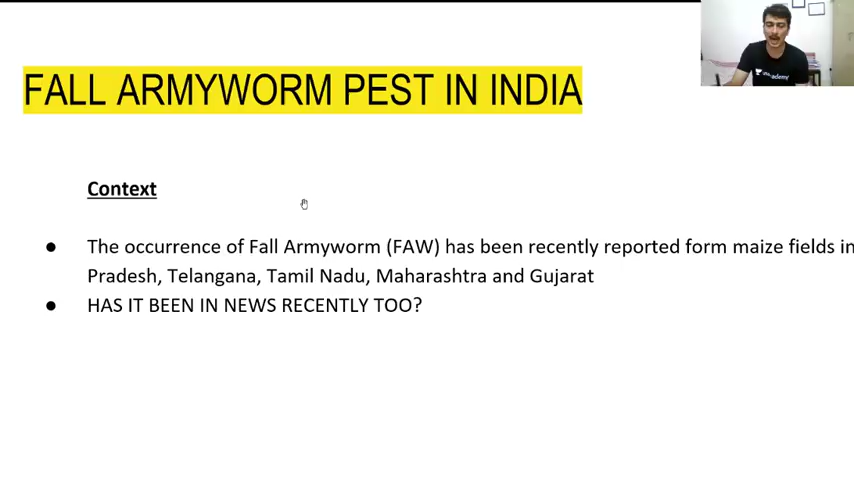 FALL ARMYWORM PEST IN INDIA
Context
● The occurrence of Fall Armyworm (FAW) has been recently reported form maize fields in
Pradesh, Telangana, Tamil Nadu, Maharashtra and Gujarat
● HAS IT BEEN IN NEWS RECENTLY TOO?